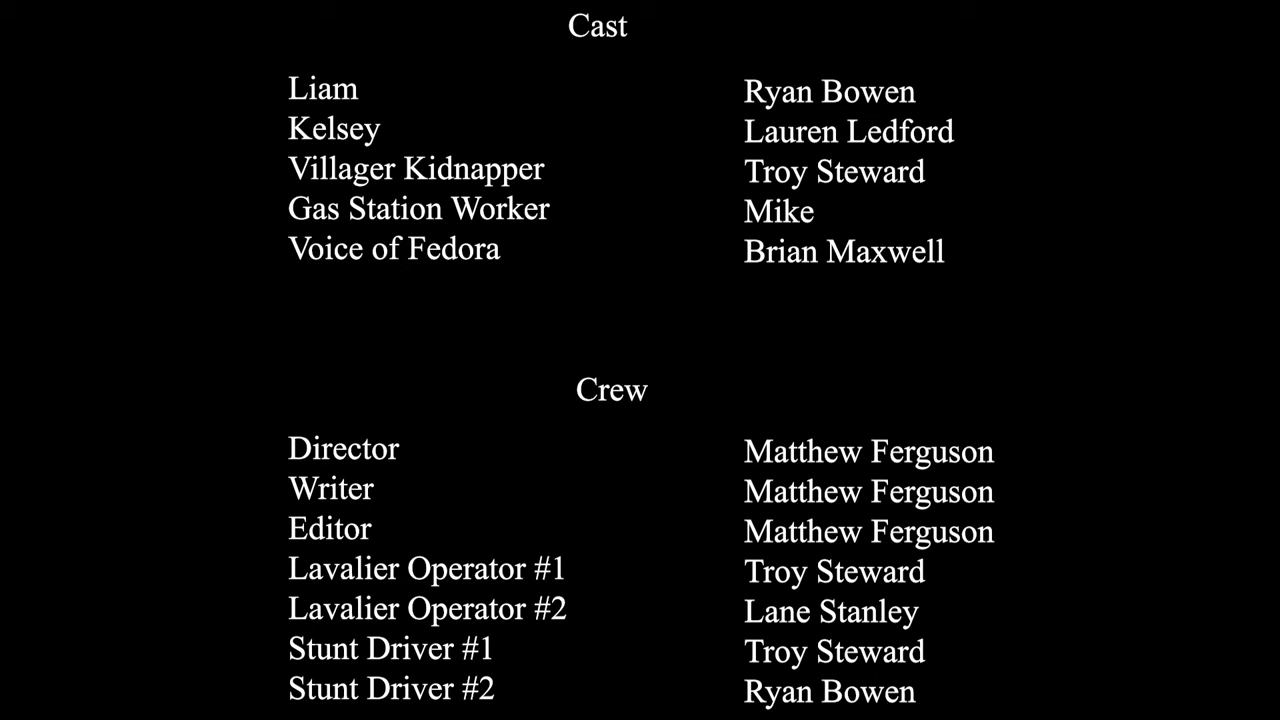 Cast
Liam Ryan Bowen
Kelsey Lauren Ledford
Villager Kidnapper Troy Steward
Gas Station Worker Mike
Voice of Fedora Brian Maxwell
Crew
Director Matthew Ferguson
Writer Matthew Ferguson
Editor Matthew Ferguson
Lavalier Operator #1 Troy Steward
Lavalier Operator #2 Lane Stanley
Stunt Driver #1 Troy Steward
Stunt Driver #2 Ryan Bowen